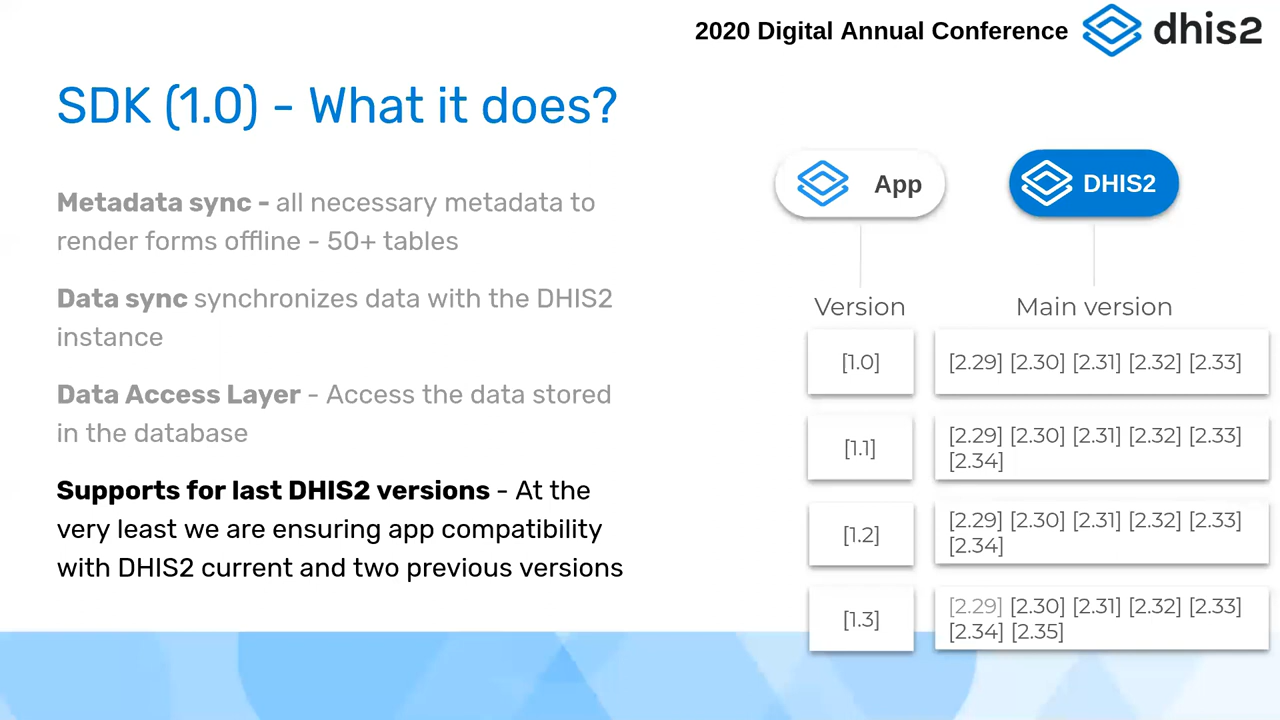 2020 Digital Annual Conference dhis2
SDK (1.0) - What it does?
Metadata sync - all necessary metadata to
render forms offline - 50+ tables
Data sync synchronizes data with the DHIS2
instance
Data Access Layer - Access the data stored
in the database
Supports for last DHIS2 versions - At the
very least we are ensuring app compatibility
with DHIS2 current and two previous versions
App DHIS2
Version Main version
[1.0] [2.29] [2.30] [2.31] [2.32] [2.33]
[1.1] [2.29] [2.30] [2.31] [2.32] [2.33]
[2.34]
[1.2] [2.29] [2.30] [2.31] [2.32] [2.33]
[2.34]
[1.3] [2.29] [2.30] [2.31] [2.32] [2.33]
[2.34] [2.35]